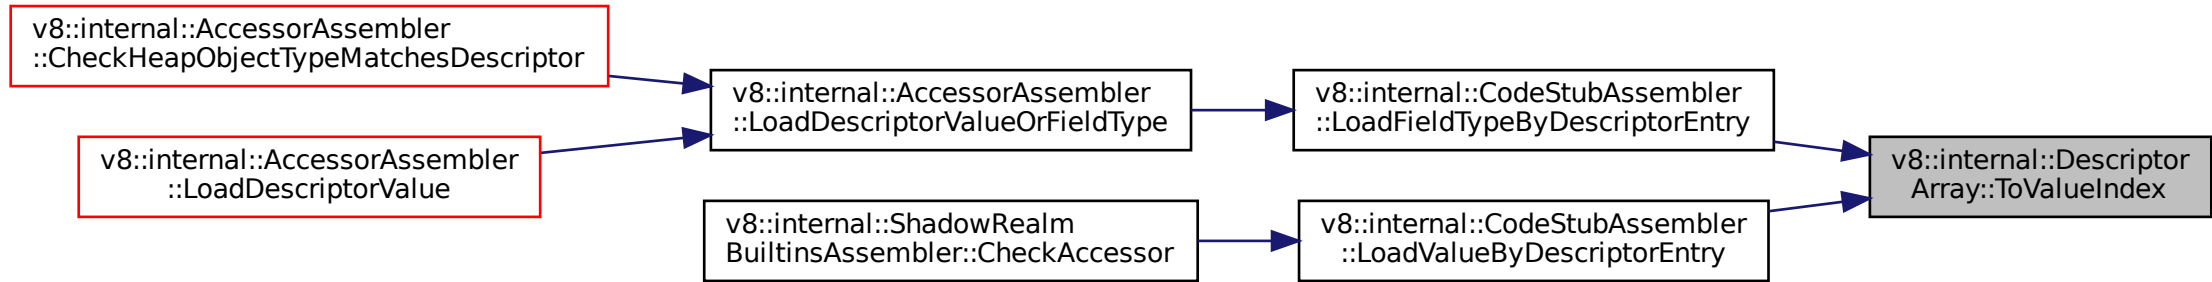 v8::internal::AccessorAssembler
::CheckHeapObjectTypeMatchesDescriptor
v8::internal::AccessorAssembler
::LoadDescriptorValue
v8::internal::AccessorAssembler
::LoadDescriptorValueOrFieldType
v8::internal::ShadowRealm
BuiltinsAssembler::CheckAccessor
v8::internal::CodeStubAssembler
::LoadFieldTypeByDescriptorEntry
v8::internal::CodeStubAssembler
::LoadValueByDescriptorEntry
v8::internal::Descriptor
Array::ToValueIndex